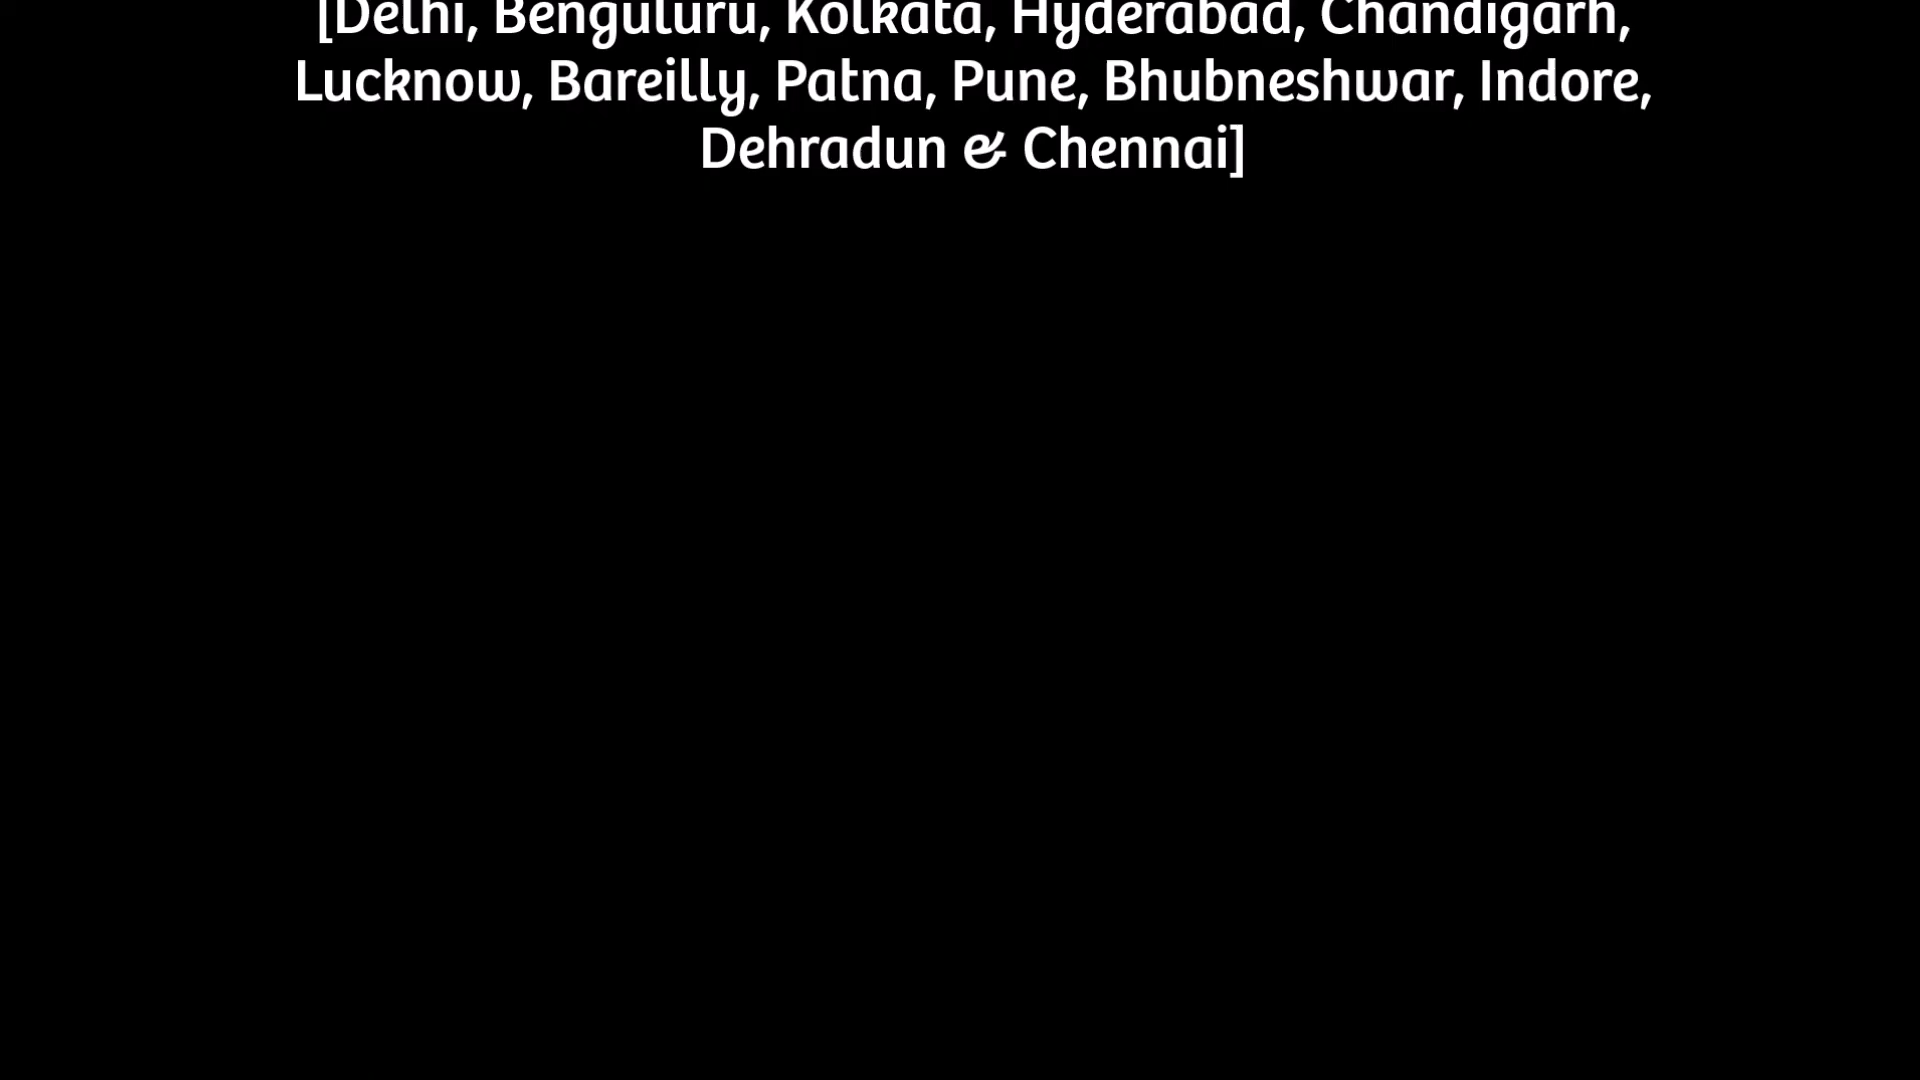 [Delhi, Benguluru, Kolkata, Hyderabad, Chandigarh,
Lucknow, Bareilly, Patna, Pune, Bhubneshwar, Indore,
Dehradun & Chennai]